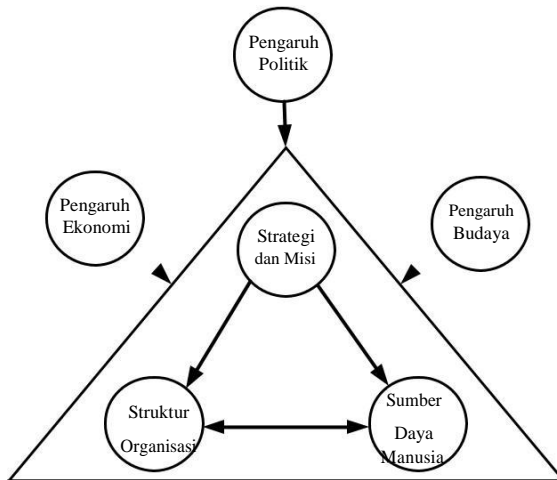 Pengaruh
Politik
Pengaruh
Ekonomi
Pengaruh
Budaya
Strategi
dan Misi
Struktur
Organisasi
Sumber
Daya
Manusia